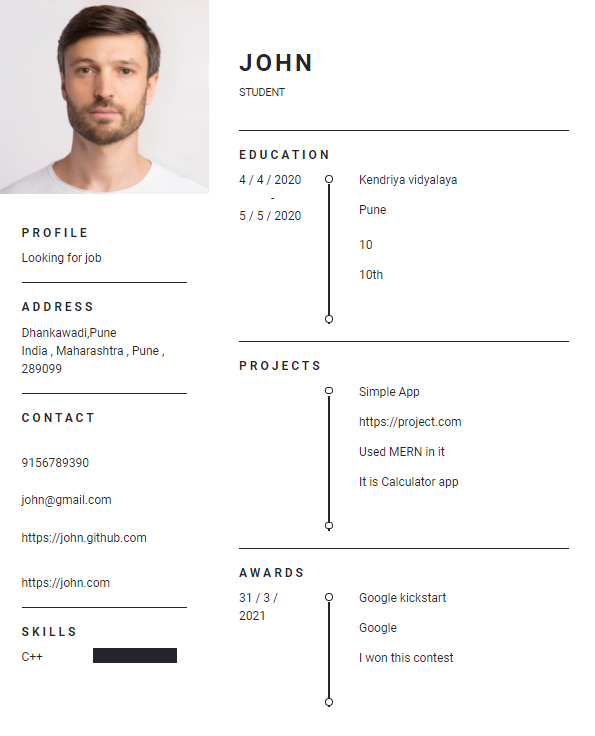 JOHN
STUDENT
PROFILE
Looking for job
ADDRESS
Dhankawadi,Pune
India , Maharashtra , Pune ,
289099
CONTACT
9156789390
john@gmail.com
https://john.github.com
https://john.com
SKILLS
C++
EDUCATION
4 / 4 / 2020
-
5 / 5 / 2020
Kendriya vidyalaya
Pune
10
10th
PROJECTS
Simple App
https://project.com
Used MERN in it
It is Calculator app
AWARDS
31 / 3 /
2021
Google kickstart
Google
I won this contest